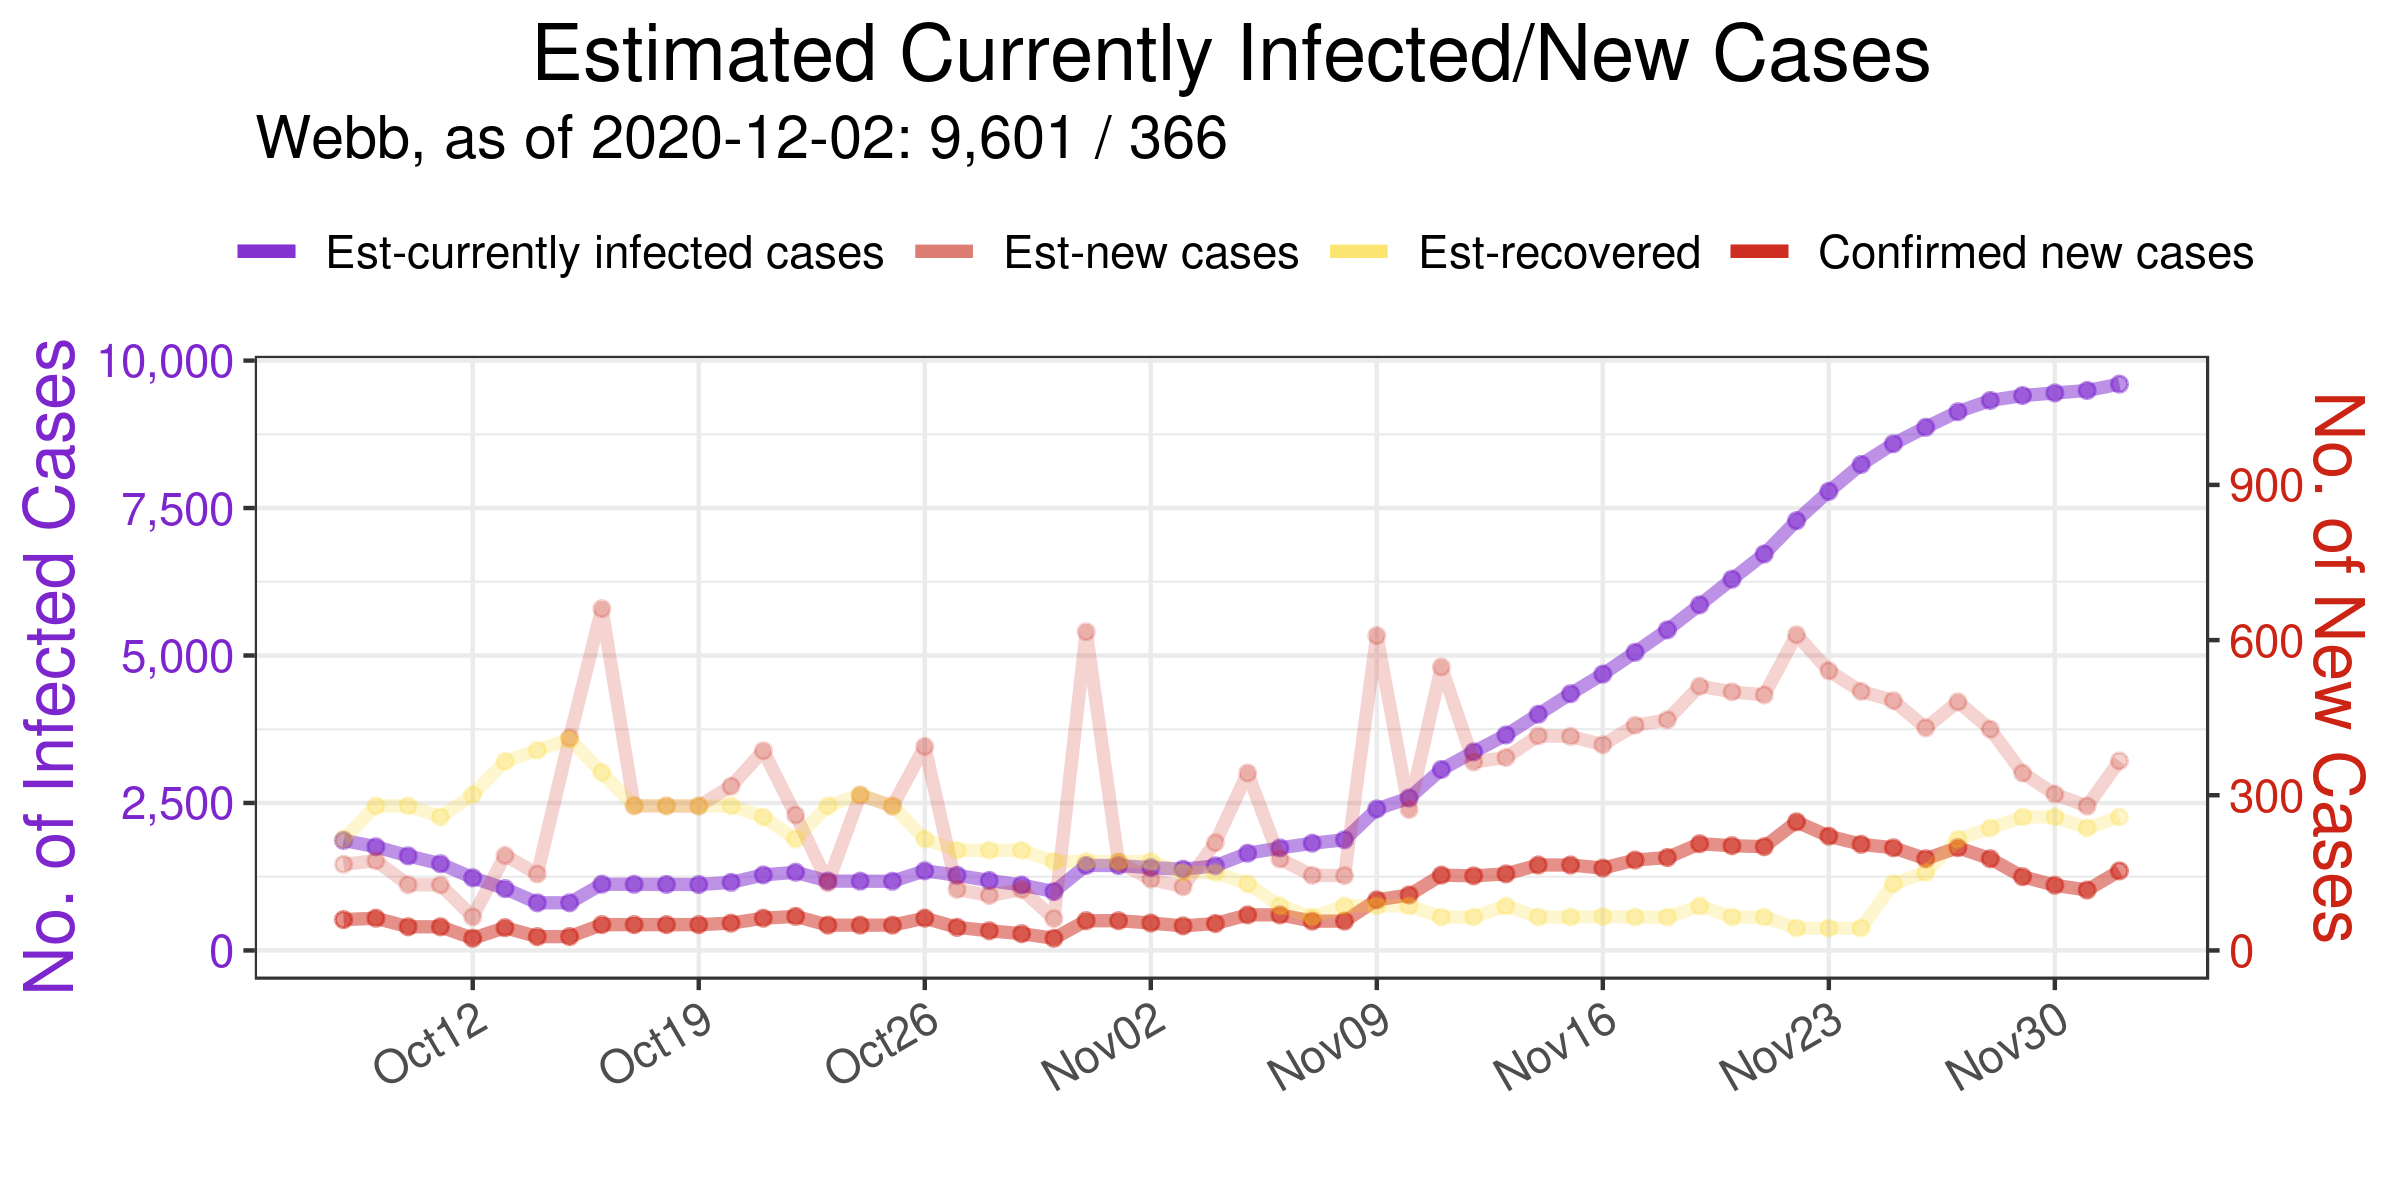 Estimated Currently Infected/New Cases
Webb, as of 2020-12-02: 9,601 / 366
Est-currently infected cases Est-new cases Est-recovered Confirmed new cases
No. of Infected Cases
10,000
7,500
5,000
2,500
0
900
600
300
0
No. of New Cases
Oct12 Oct19 Oct26 Nov02 Nov09 Nov16 Nov23 Nov30